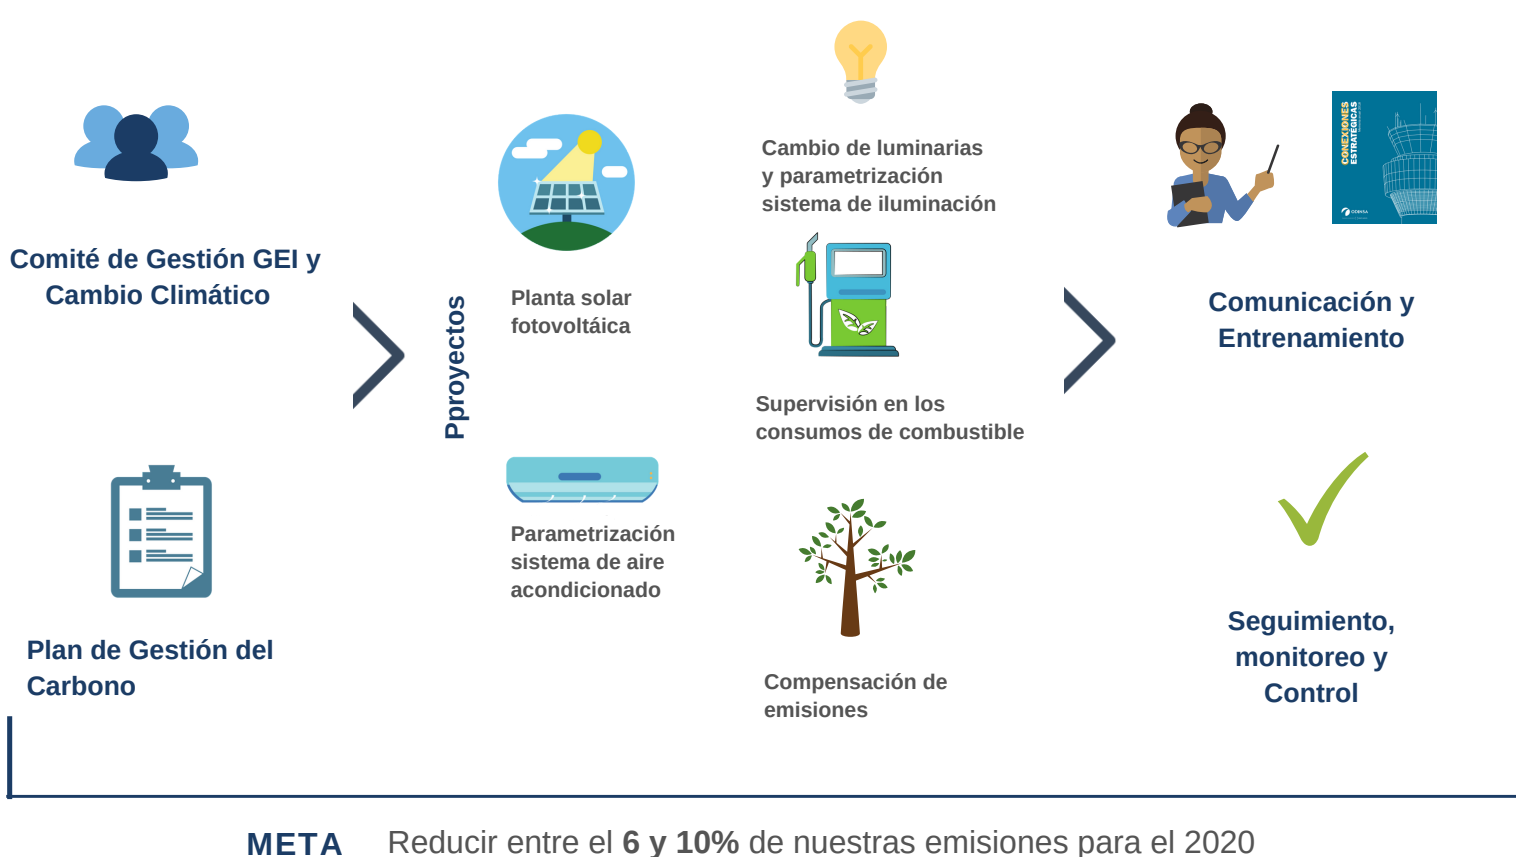 Comité de Gestión GEI y
Cambio Climático
Plan de Gestión del
Carbono
Pproyectos
Planta solar
fotovoltáica
Parametrización
sistema de aire
acondicionado
Cambio de luminarias
y parametrización
sistema de iluminación
Supervisión en los
consumos de combustible
Compensación de
emisiones
CONEXIONES
ESTRATÉGICAS
ODINSA
Comunicación y
Entrenamiento
Seguimiento,
monitoreo y
Control
META
Reducir entre el 6 y 10% de nuestras emisiones para el 2020